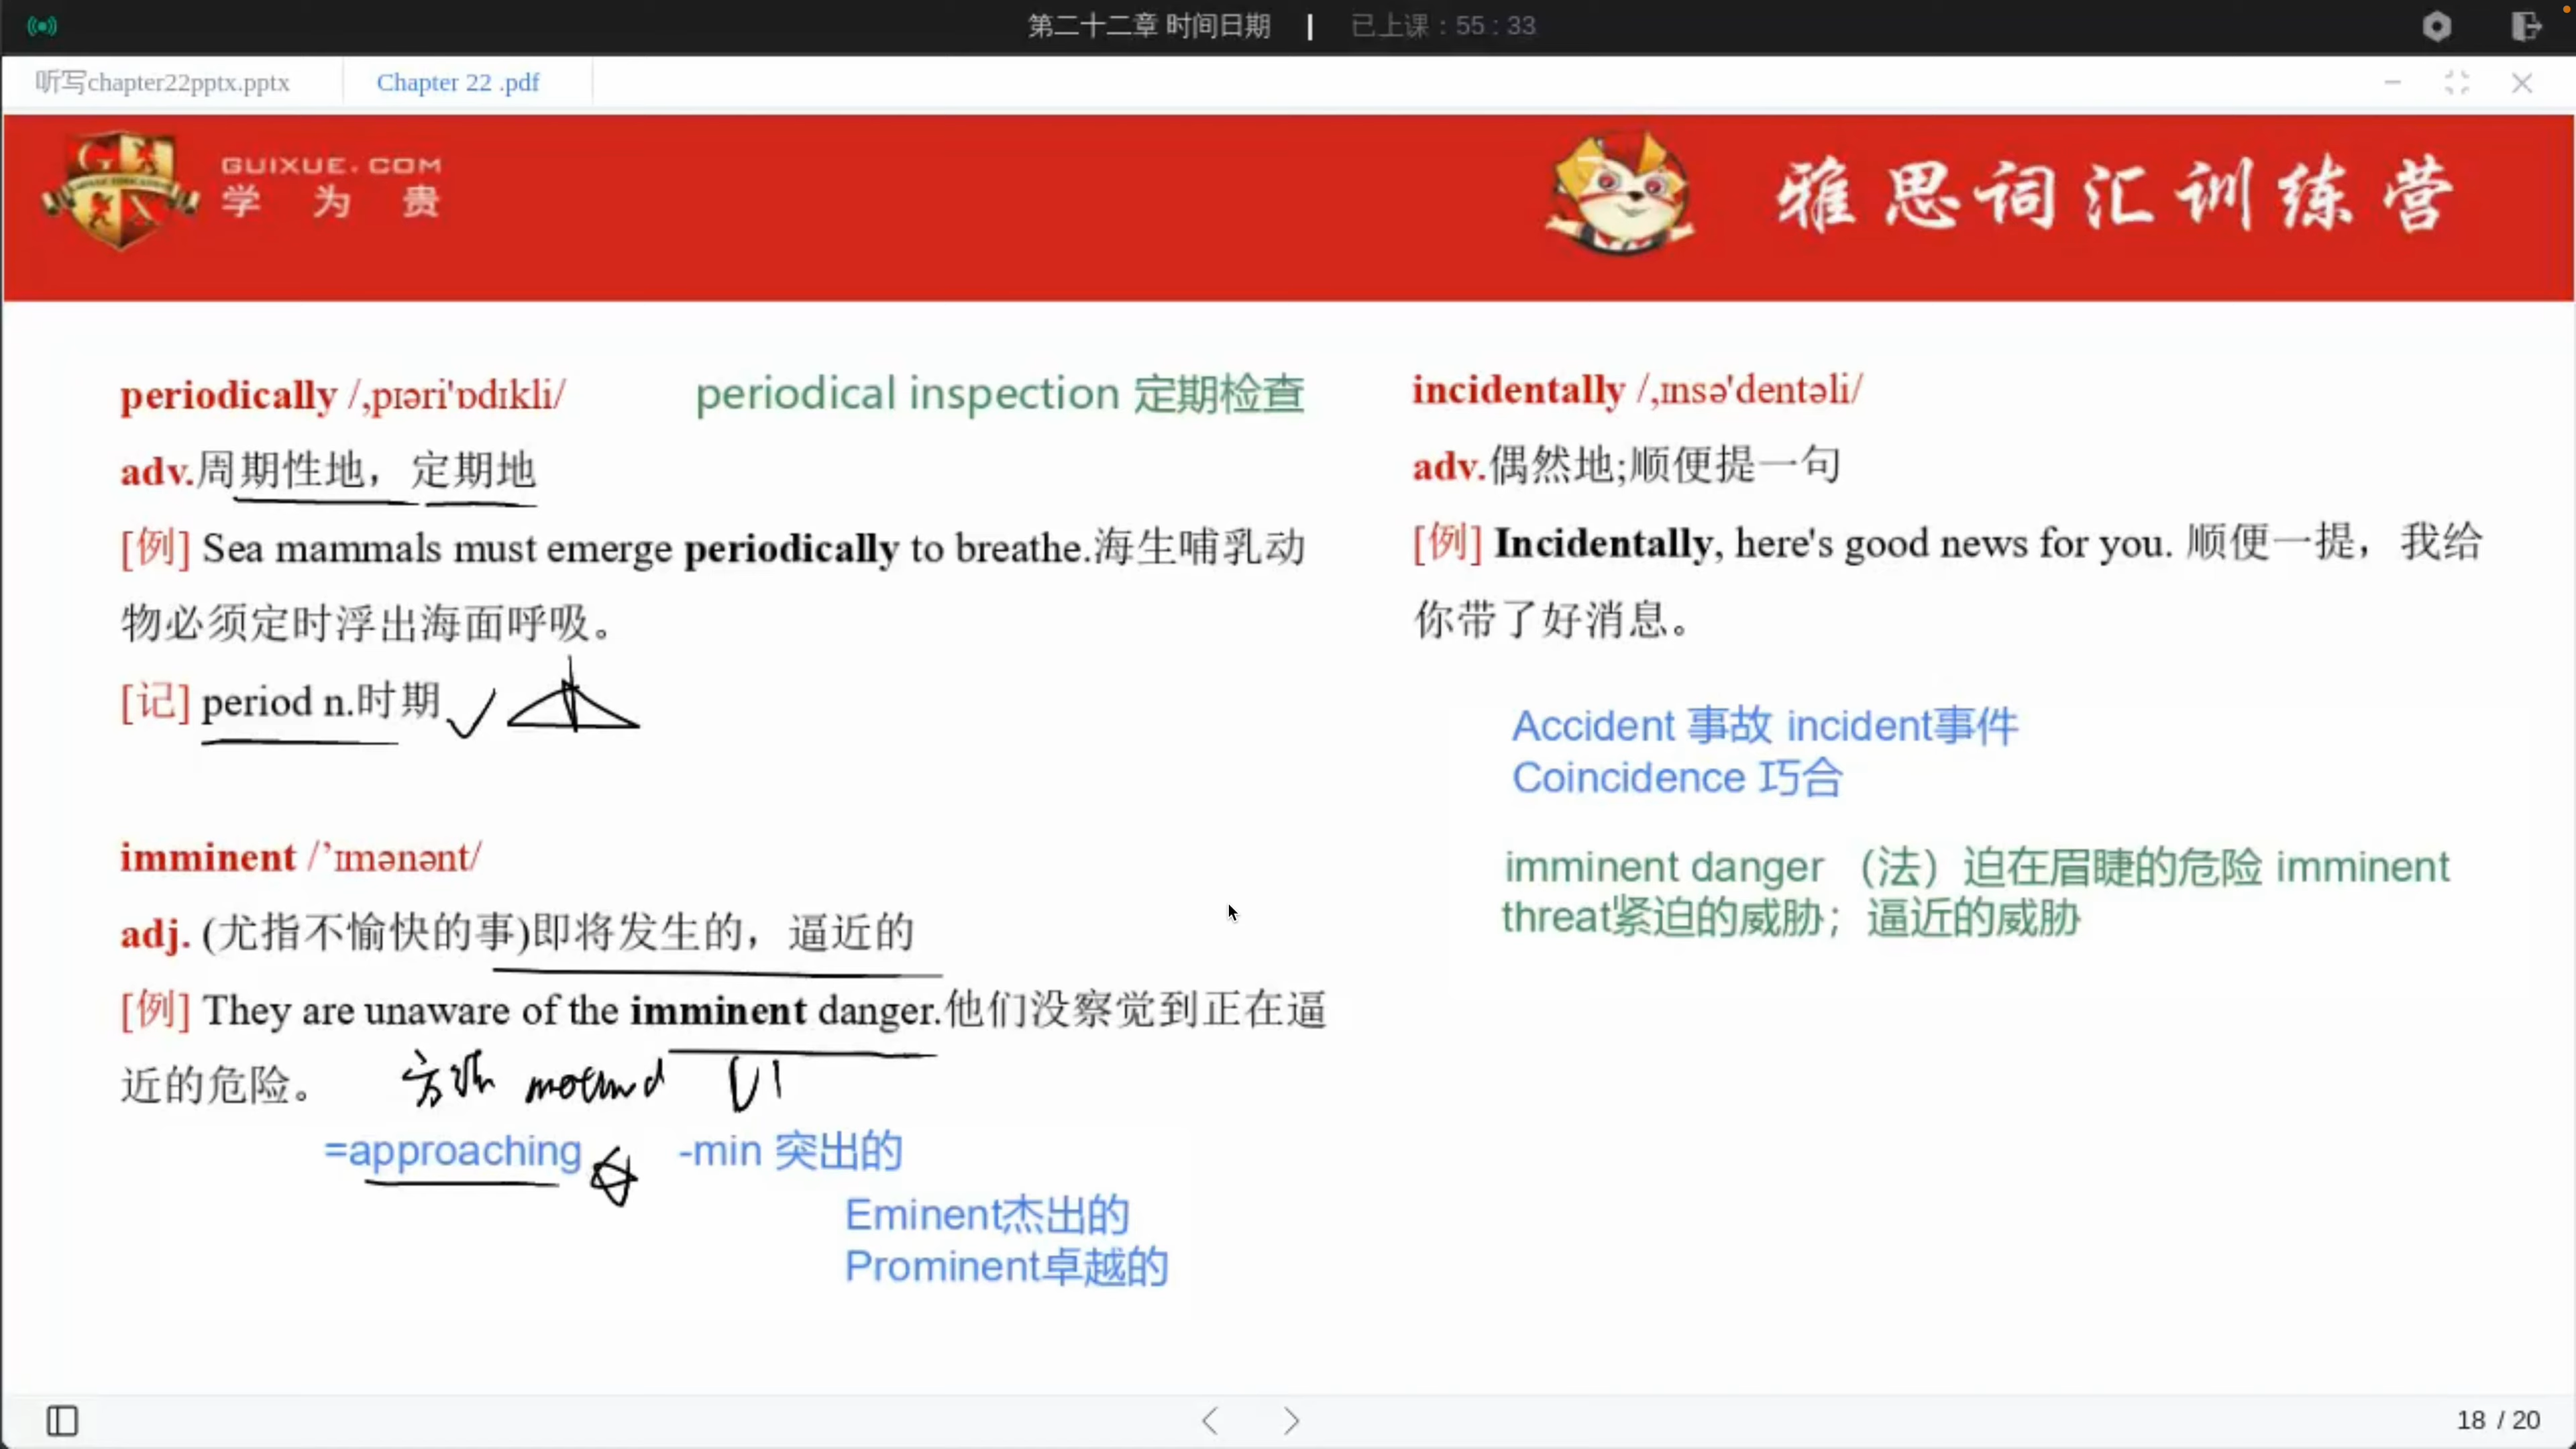 第二十二章 时间日期 | 已上课：55：33
听写chapter22pptx.pptx
Chapter 22 .pdf
GUIXUE.COM
学为贵
雅思词汇训练营
periodically /,pɪəri'ɒdɪkli/
periodical inspection 定期检查
adv.周期性地，定期地
[例] Sea mammals must emerge periodically to breathe.海生哺乳动
物必须定时浮出海面呼吸。
[记] period n.时期
imminent /’ɪmənənt/
adj. (尤指不愉快的事)即将发生的，逼近的
[例] They are unaware of the imminent danger.他们没察觉到正在逼
近的危险。
=approaching
-min 突出的
Eminent杰出的
Prominent卓越的
incidentally /,ɪnsə'dentəli/
adv.偶然地;顺便提一句
[例] Incidentally, here's good news for you. 顺便一提，我给
你带了好消息。
Accident 事故 incident事件
Coincidence 巧合
imminent danger （法）迫在眉睫的危险 imminent
threat紧迫的威胁；逼近的威胁
18 / 20